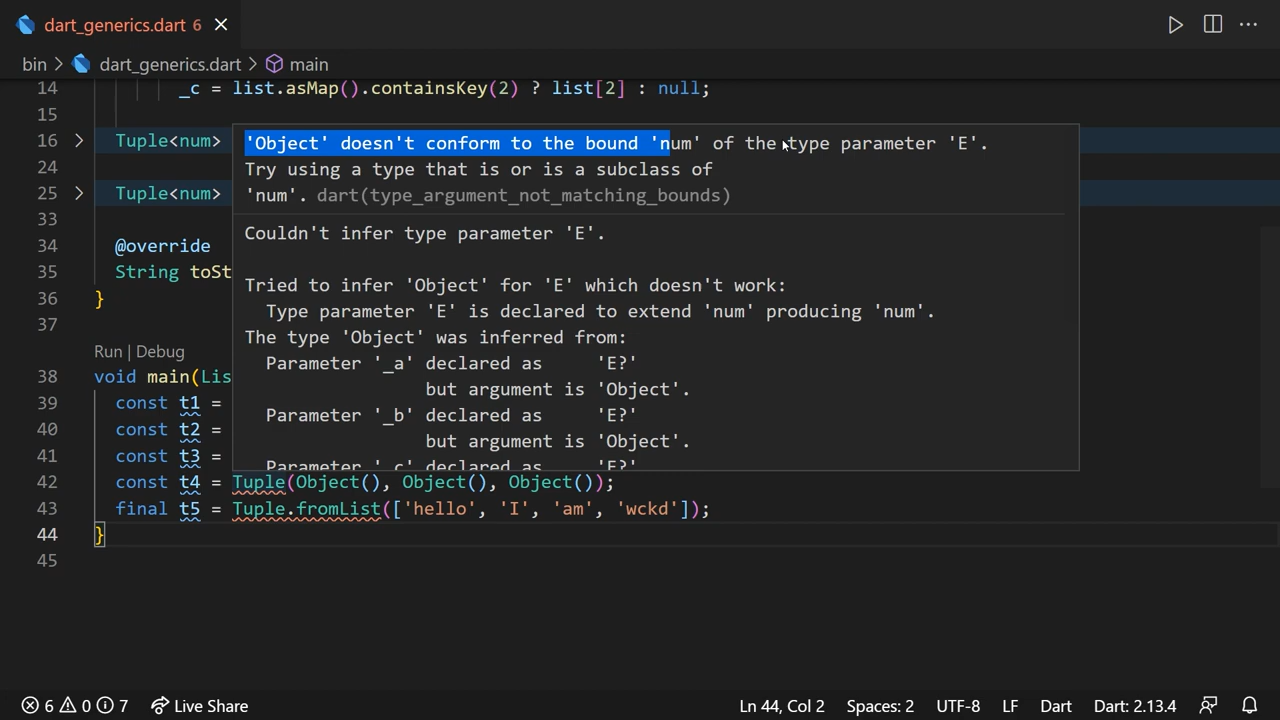 dart_generics.dart 6
bin > dart_generics.dart > main
14 _c = list.asMap().containsKey(2) ? list[2] : null;
15
16 Tuple<num>
'Object' doesn't conform to the bound 'num' of the type parameter 'E'.
Try using a type that is or is a subclass of
'num'. dart(type_argument_not_matching_bounds)
Couldn't infer type parameter 'E'.
Tried to infer 'Object' for 'E' which doesn't work:
Type parameter 'E' is declared to extend 'num' producing 'num'.
The type 'Object' was inferred from:
Parameter '_a' declared as 'E?'
but argument is 'Object'.
Parameter '_b' declared as 'E?'
but argument is 'Object'.
Parameter '_c' declared as 'E?'
24
25 Tuple<num>
33
34 @override
35 String toSt
36 }
37
Run | Debug
38 void main(Lis
39 const t1 =
40 const t2 =
41 const t3 =
42 const t4 = Tuple(Object(), Object(), Object());
43 final t5 = Tuple.fromList(['hello', 'I', 'am', 'wckd']);
44 }
45
6 0 7 Live Share Ln 44, Col 2 Spaces: 2 UTF-8 LF Dart Dart: 2.13.4